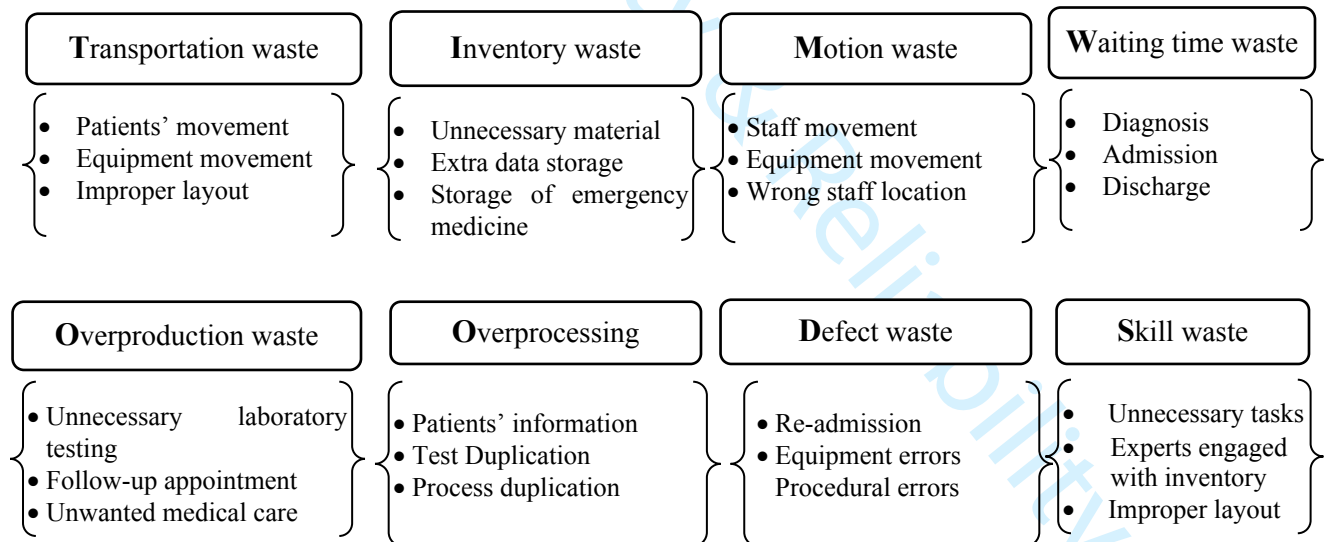 Transportation waste
• Patients' movement
• Equipment movement
• Improper layout
Inventory waste
• Unnecessary material
• Extra data storage
• Storage of emergency
medicine
Motion waste
• Staff movement
• Equipment movement
• Wrong staff location
Waiting time waste
• Diagnosis
• Admission
• Discharge
Overproduction waste
• Unnecessary laboratory
testing
• Follow-up appointment
• Unwanted medical care
Overprocessing
• Patients' information
• Test Duplication
• Process duplication
Defect waste
• Re-admission
• Equipment errors
Procedural errors
Skill waste
• Unnecessary tasks
• Experts engaged
with inventory
• Improper layout
& Reliability